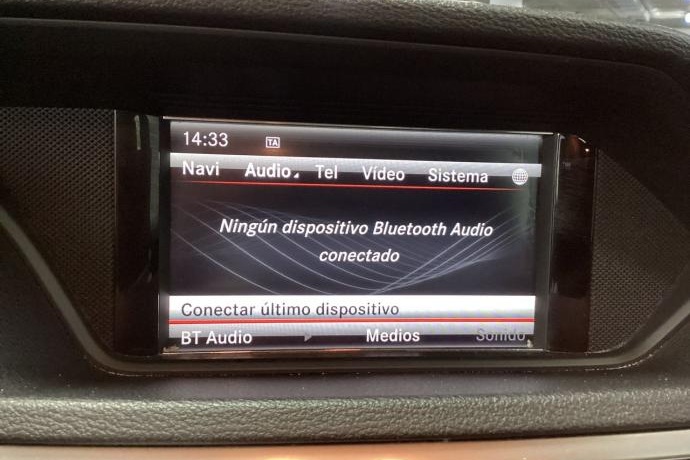 14:33 TA
Navi Audio Tel Vídeo Sistema
Ningún dispositivo Bluetooth Audio
conectado
Conectar último dispositivo
BT Audio Medios Sonido